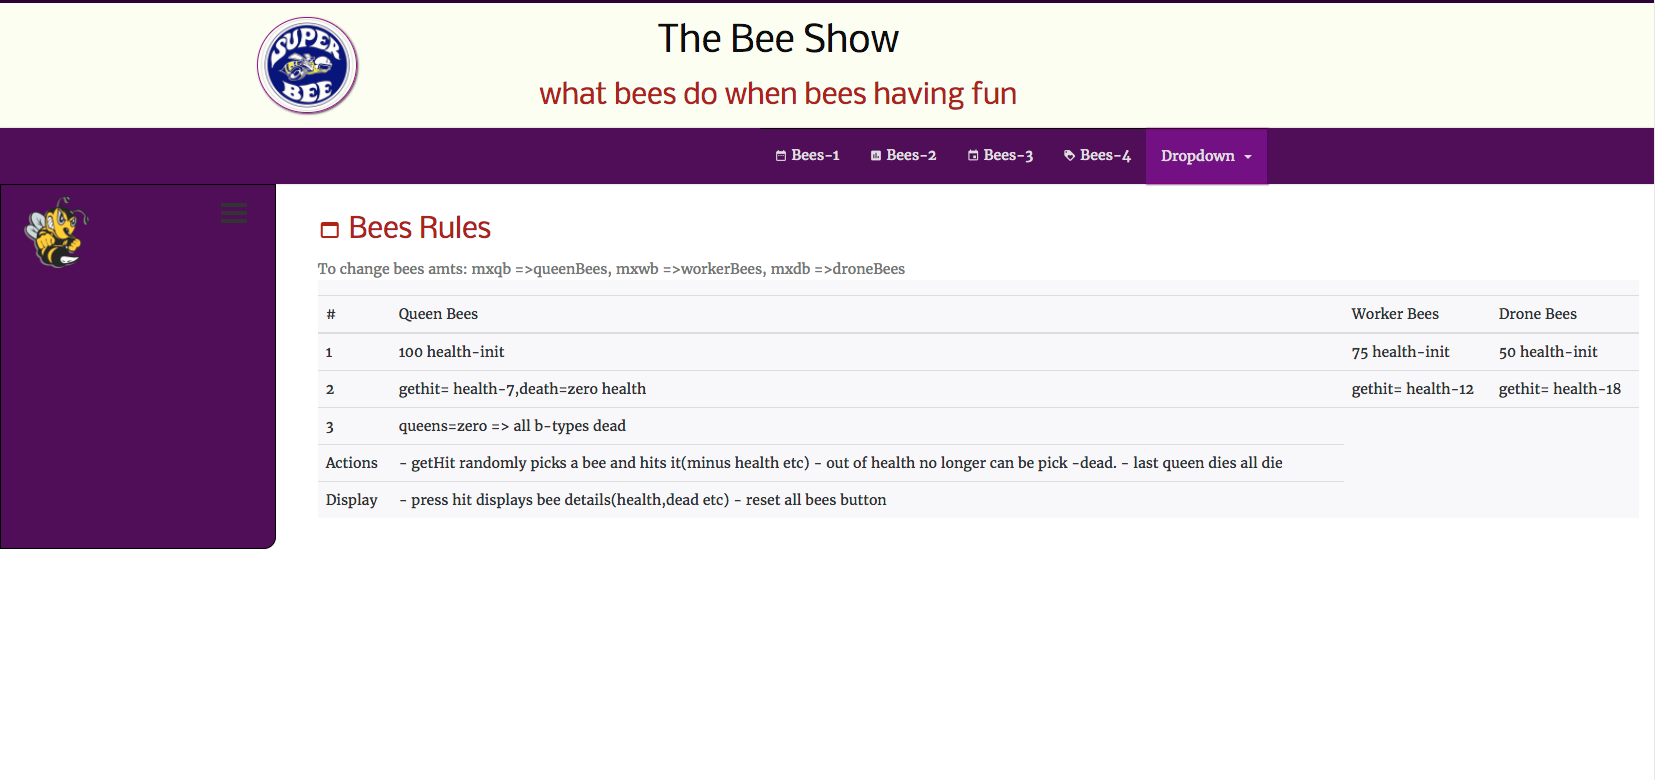 SUPER
BEE
The Bee Show
what bees do when bees having fun
Bees-1 Bees-2 Bees-3 Bees-4 Dropdown
Bees Rules
To change bees amts: mxqb =>queenBees, mxwb =>workerBees, mxdb =>droneBees
# Queen Bees Worker Bees Drone Bees
1 100 health-init 75 health-init 50 health-init
2 gethit= health-7,death=zero health gethit= health-12 gethit= health-18
3 queens=zero => all b-types dead
Actions - getHit randomly picks a bee and hits it(minus health etc) - out of health no longer can be pick -dead. - last queen dies all die
Display - press hit displays bee details(health,dead etc) - reset all bees button